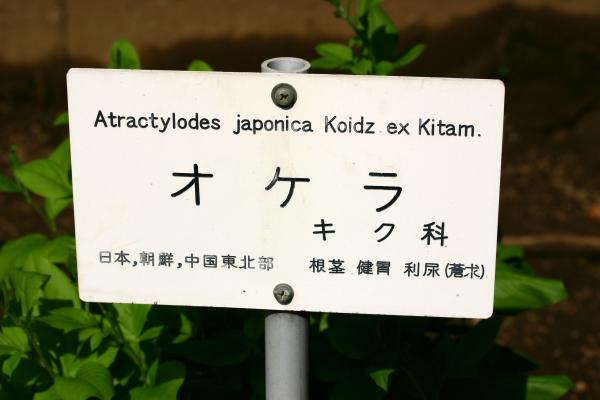 Atractylodes japonica Koidz. ex Kitam.
オケラ
キク科
日本,朝鮮,中国東北部 根茎 健胃 利尿(蒼朮)